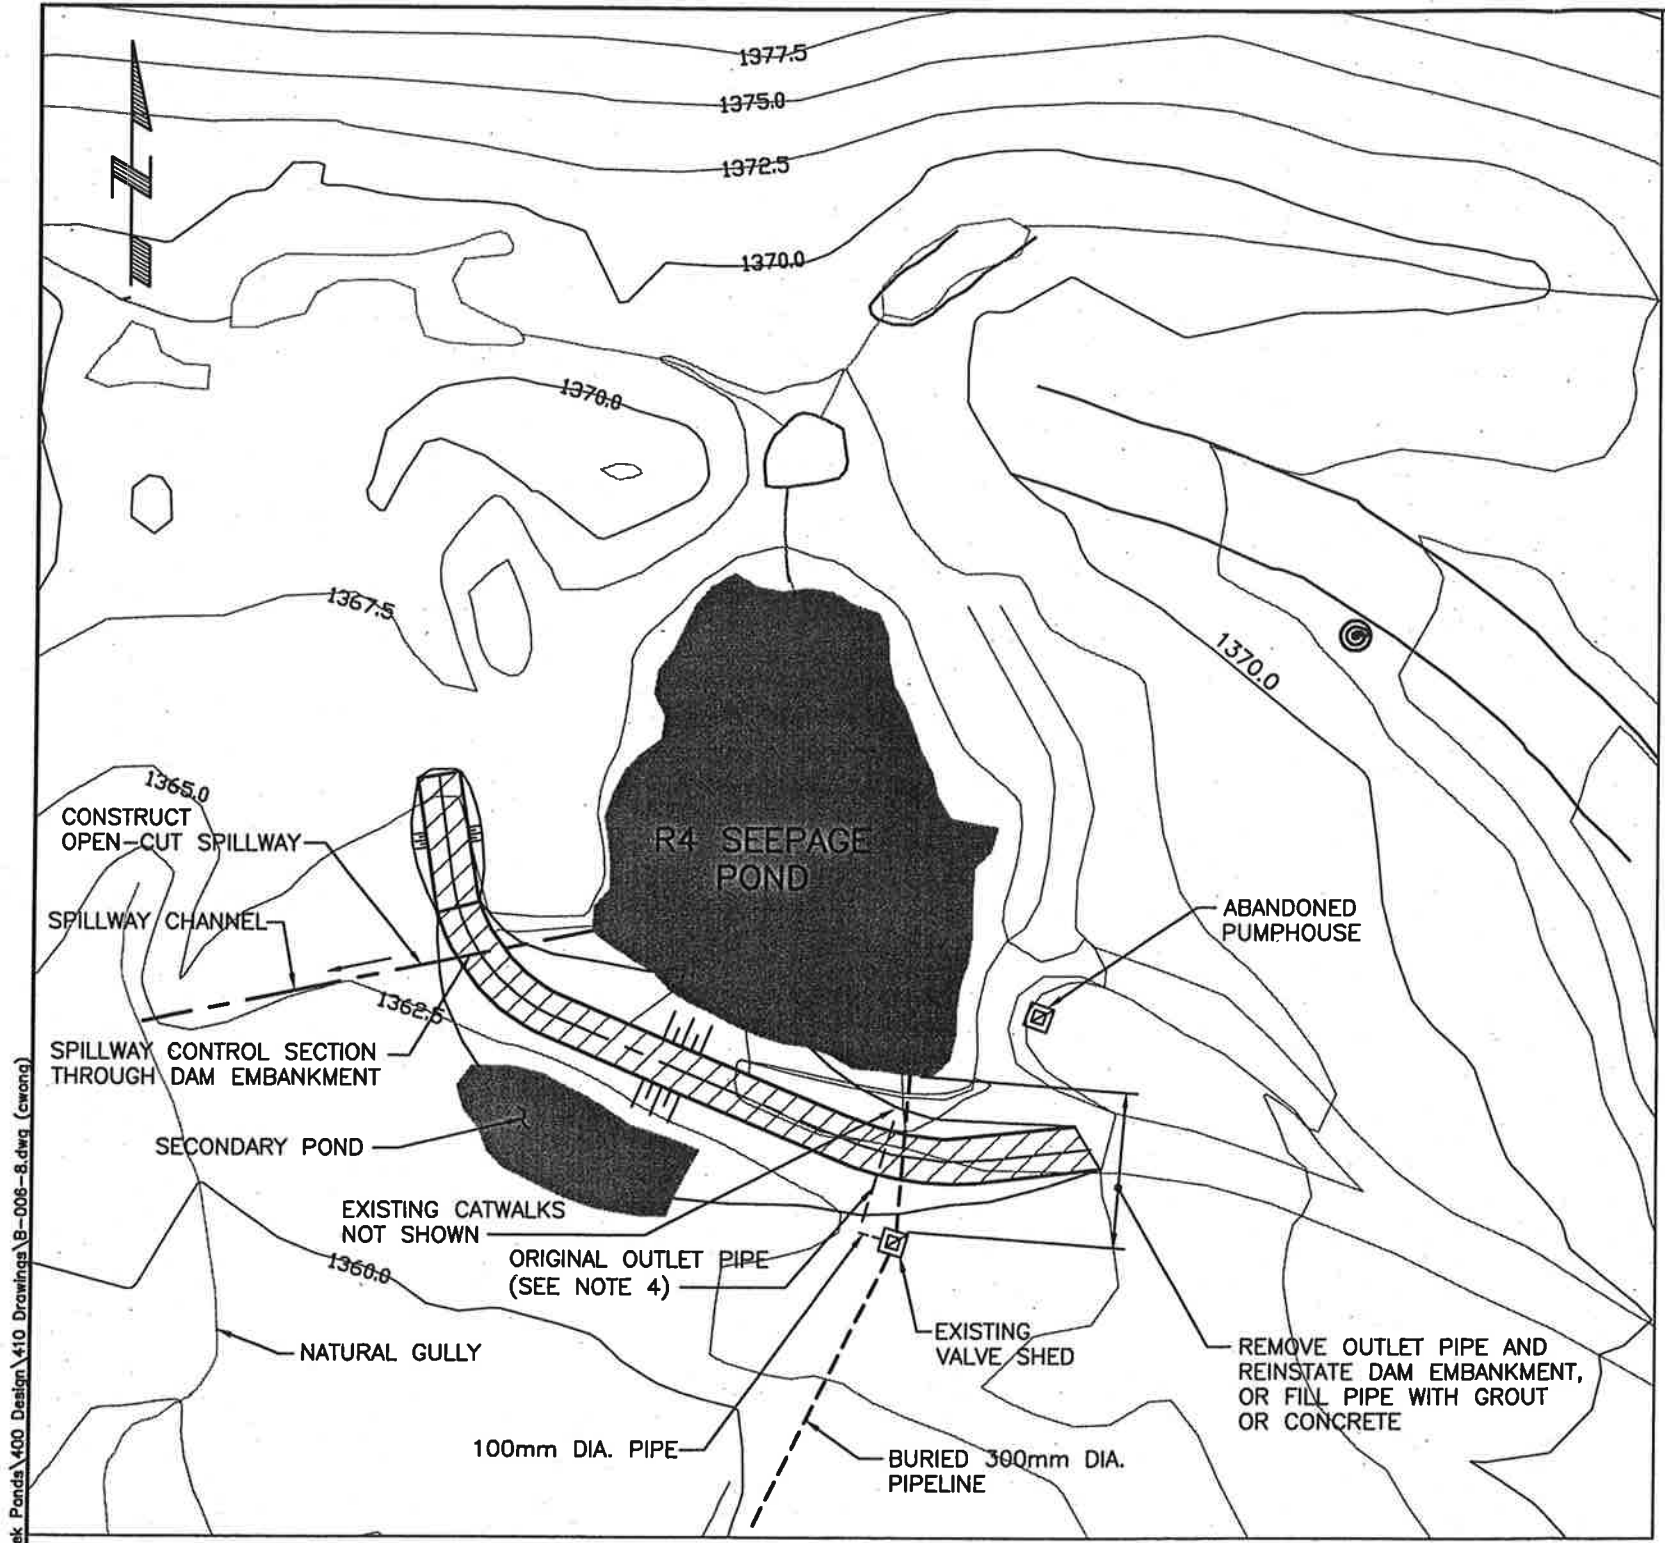 1377.5
1375.0
1372.5
1370.0
1370.0
1367.5
1370.0
1365.0
CONSTRUCT
OPEN-CUT SPILLWAY
R4 SEEPAGE
POND
SPILLWAY CHANNEL
ABANDONED
PUMPHOUSE
1362.5
SPILLWAY CONTROL SECTION
THROUGH DAM EMBANKMENT
SECONDARY POND
EXISTING CATWALKS
NOT SHOWN
ORIGINAL OUTLET PIPE
(SEE NOTE 4)
1360.0
NATURAL GULLY
EXISTING
VALVE SHED
REMOVE OUTLET PIPE AND
REINSTATE DAM EMBANKMENT,
OR FILL PIPE WITH GROUT
OR CONCRETE
100mm DIA. PIPE
BURIED 300mm DIA.
PIPELINE
ek Ponds\400 Design\410 Drawings\B-006-8.dwg (cwong)
N